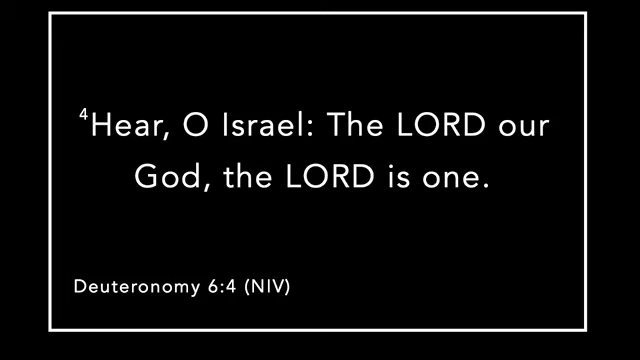 ⁴Hear, O Israel: The LORD our
God, the LORD is one.
Deuteronomy 6:4 (NIV)